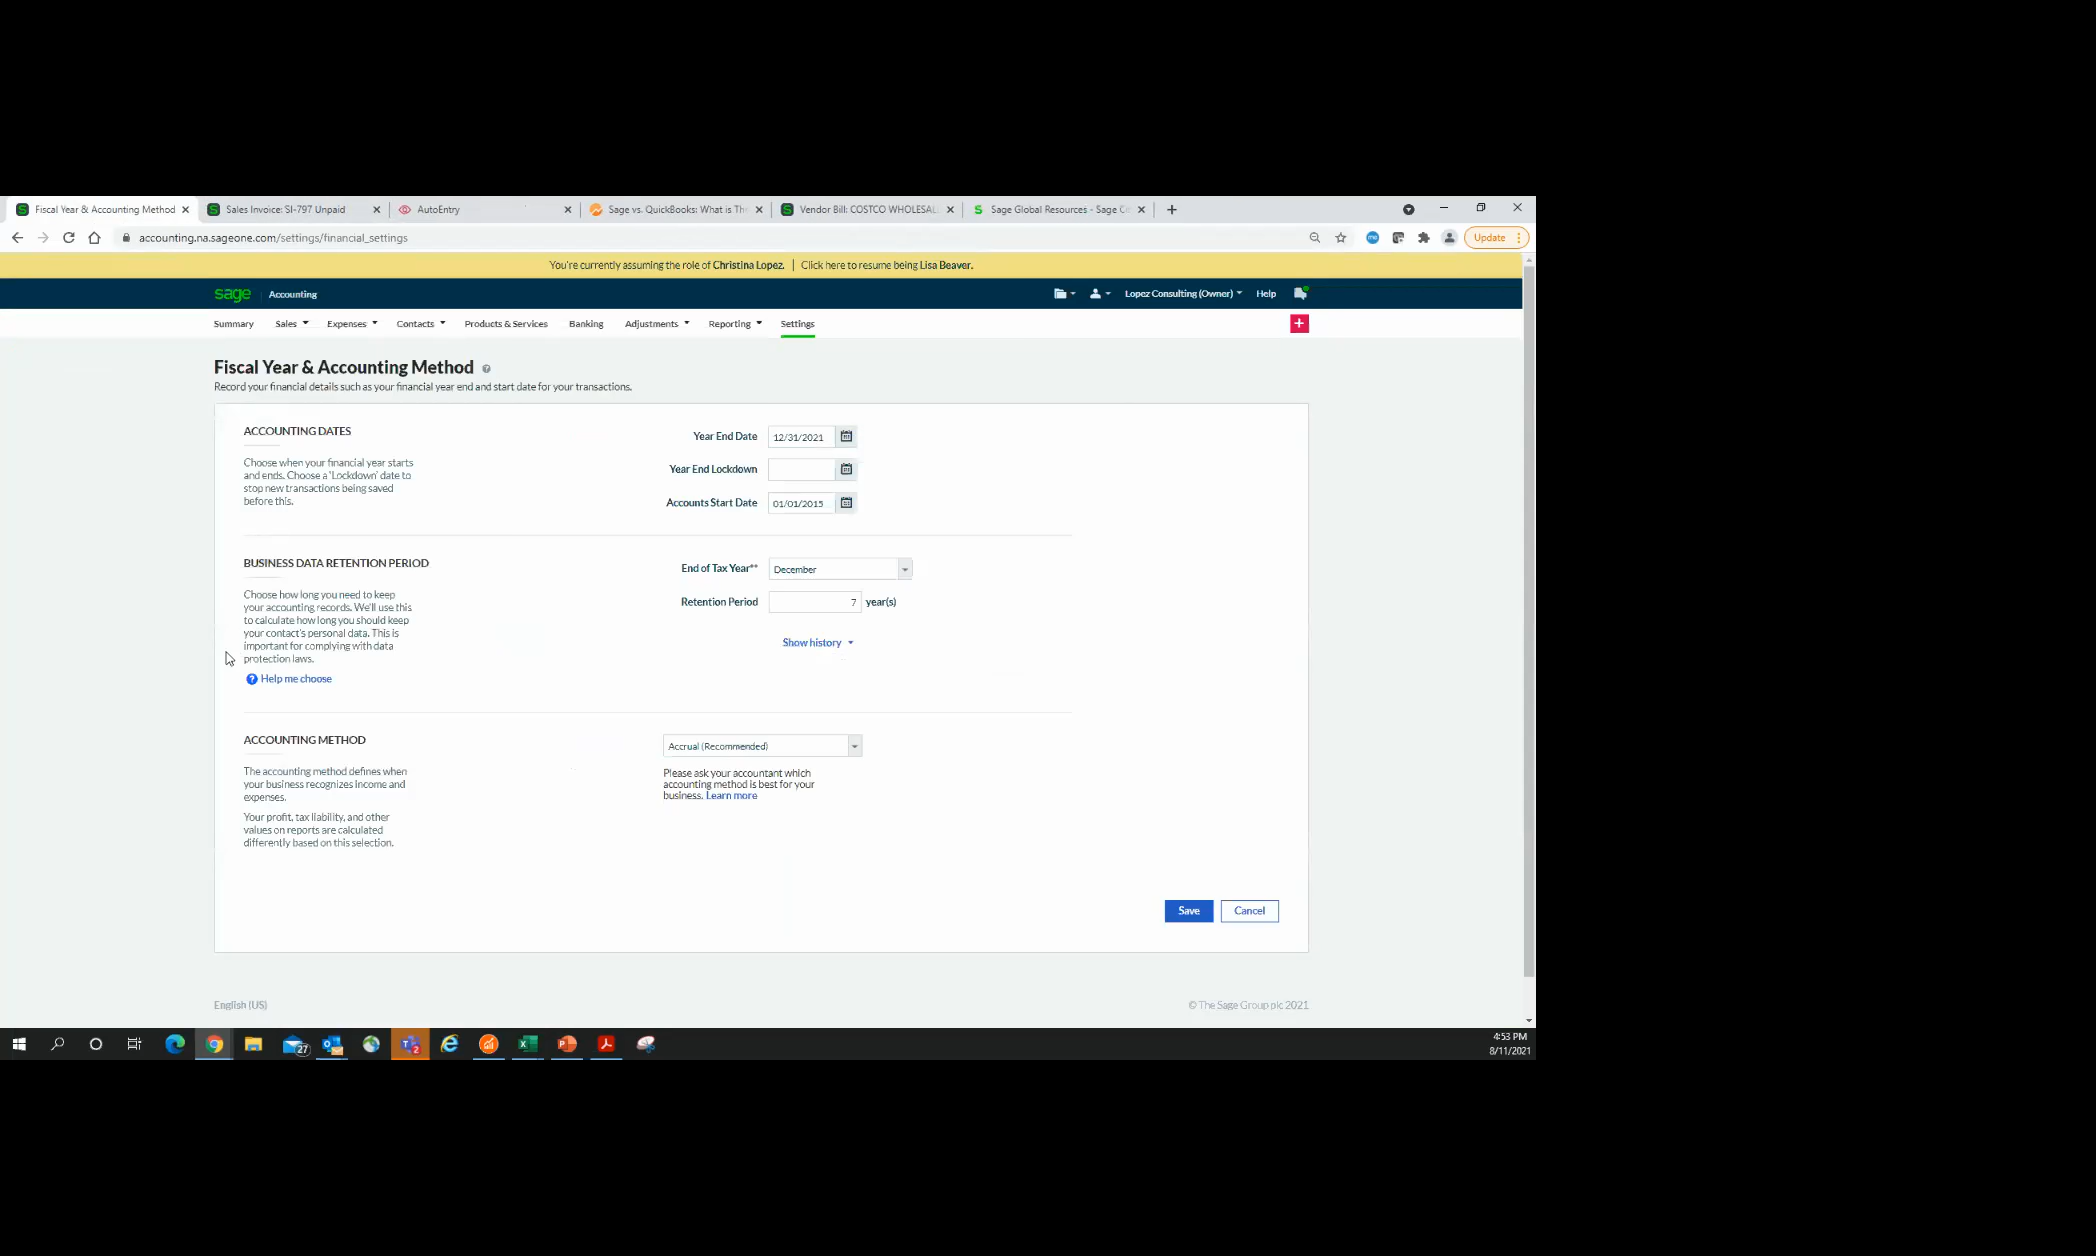 Fiscal Year & Accounting Method
Sales Invoice: SI-797 Unpaid
AutoEntry
Sage vs. QuickBooks: What is Th
Vendor Bill: COSTCO WHOLESAL
Sage Global Resources - Sage Ci
accounting.na.sageone.com/settings/financial_settings
Update
You're currently assuming the role of Christina Lopez. | Click here to resume being Lisa Beaver.
sage | Accounting
Lopez Consulting (Owner)
Help
Summary
Sales
Expenses
Contacts
Products & Services
Banking
Adjustments
Reporting
Settings
Fiscal Year & Accounting Method
Record your financial details such as your financial year end and start date for your transactions.
ACCOUNTING DATES
Choose when your financial year starts
and ends. Choose a 'Lockdown' date to
stop new transactions being saved
before this.
Year End Date 12/31/2021
Year End Lockdown
Accounts Start Date 01/01/2015
BUSINESS DATA RETENTION PERIOD
Choose how long you need to keep
your accounting records. We'll use this
to calculate how long you should keep
your contact's personal data. This is
important for complying with data
protection laws.
Help me choose
End of Tax Year** December
Retention Period 7 year(s)
Show history
ACCOUNTING METHOD
The accounting method defines when
your business recognizes income and
expenses.
Your profit, tax liability, and other
values on reports are calculated
differently based on this selection.
Accrual (Recommended)
Please ask your accountant which
accounting method is best for your
business. Learn more
Save
Cancel
English (US)
© The Sage Group plc 2021
27
2
4:53 PM
8/11/2021